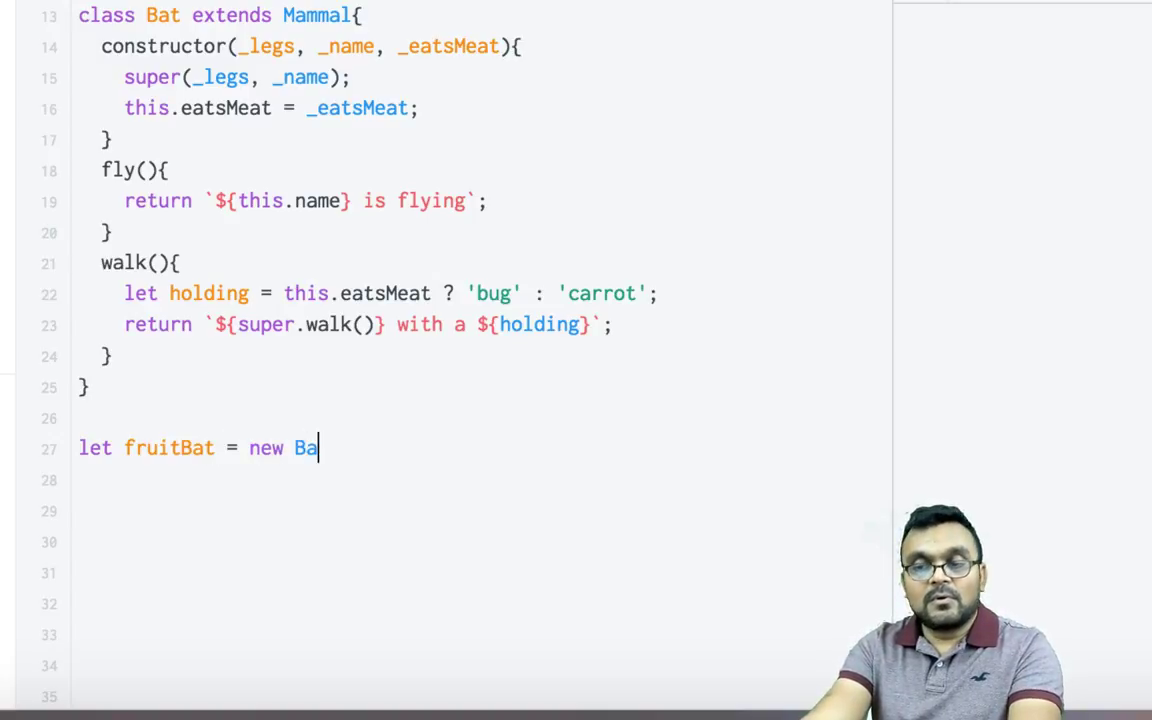 13 class Bat extends Mammal{
14 constructor(_legs, _name, _eatsMeat){
15 super(_legs, _name);
16 this.eatsMeat = _eatsMeat;
17 }
18 fly(){
19 return `${this.name} is flying`;
20 }
21 walk(){
22 let holding = this.eatsMeat ? 'bug' : 'carrot';
23 return `${super.walk()} with a ${holding}`;
24 }
25 }
26
27 let fruitBat = new Ba
28
29
30
31
32
33
34
35